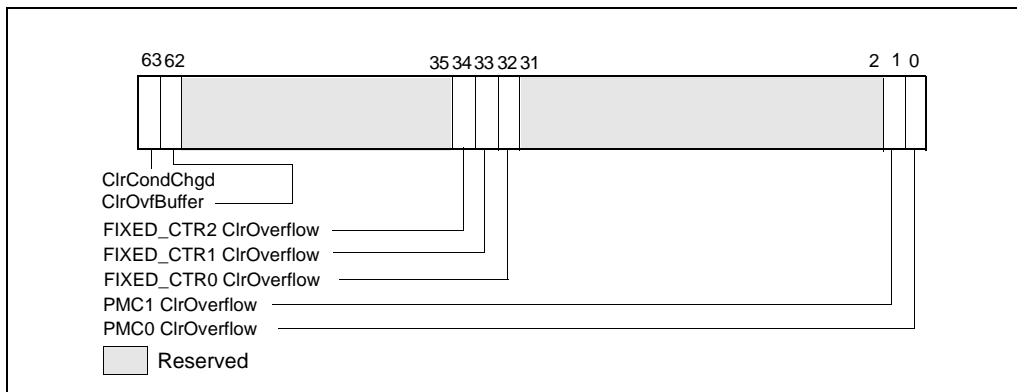 63 62 35 34 33 32 31 2 1 0
ClrCondChgd
ClrOvfBuffer
FIXED_CTR2 ClrOverflow
FIXED_CTR1 ClrOverflow
FIXED_CTR0 ClrOverflow
PMC1 ClrOverflow
PMC0 ClrOverflow
Reserved